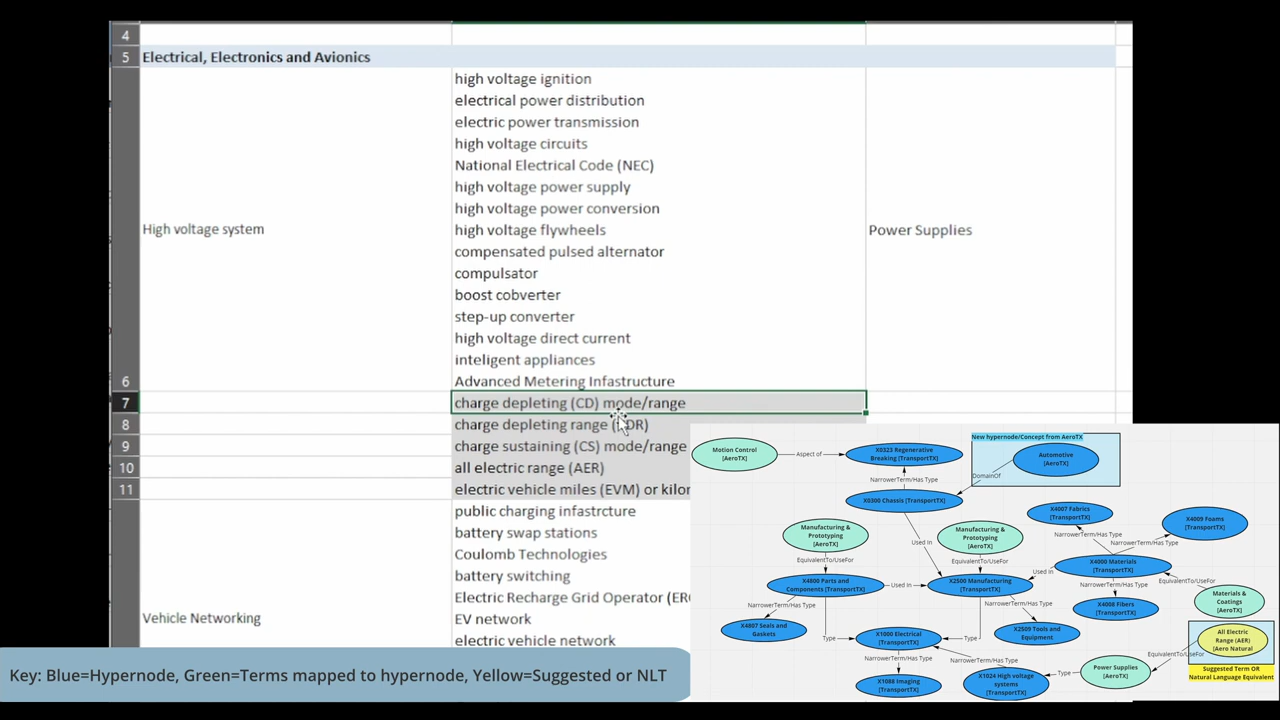 4
5 Electrical, Electronics and Avionics
high voltage ignition
electrical power distribution
electric power transmission
high voltage circuits
National Electrical Code (NEC)
high voltage power supply
high voltage power conversion
High voltage system
high voltage flywheels
Power Supplies
compensated pulsed alternator
compulsator
boost cobverter
step-up converter
high voltage direct current
inteligent appliances
6 Advanced Metering Infastructure
7 charge depleting (CD) mode/range
8 charge depleting range
9 charge sustaining (CS) mode/range
10 all electric range (AER)
11 electric vehicle miles (EVM) or
public charging infastrcture
battery swap stations
Coulomb Technologies
battery switching
Electric Recharge Grid Operator
Vehicle Networking
EV network
electric vehicle network
Motion Control
[AeroTX]
Aspect of
X0323 Regenerative
Breaking [TransportTX]
New hypernode/Concept from AeroTX
Automotive
[AeroTX]
DomainOf
NarrowerTerm/Has Type
X0300 Chassis [TransportTX]
X4007 Fabrics
[TransportTX]
X4009 Foams
[TransportTX]
Manufacturing &
Prototyping
[AeroTX]
Manufacturing &
Prototyping
[AeroTX]
Used In
NarrowerTerm/Has Type
NarrowerTerm/Has Type
EquivalentTo/UseFor
EquivalentTo/UseFor
X4000 Materials
[TransportTX]
Used In
X4800 Parts and
Components [TransportTX]
Used In
X2500 Manufacturing
[TransportTX]
EquivalentTo/UseFor
NarrowerTerm/Has Type
Materials &
Coatings
[AeroTX]
NarrowerTerm/Has Type
NarrowerTerm/Has Type
X4008 Fibers
[TransportTX]
X4807 Seals and
Gaskets
X2509 Tools and
Equipment
Type
X1000 Electrical
[TransportTX]
Type
All Electric
Range (AER)
[Aero Natural
EquivalentTo/UseFor
NarrowerTerm/Has Type
NarrowerTerm/Has Type
Power Supplies
[AeroTX]
Type
Suggested Term OR
Natural Language Equivalent
X1088 Imaging
[TransportTX]
X1024 High voltage
systems
[TransportTX]
Key: Blue=Hypernode, Green=Terms mapped to hypernode, Yellow=Suggested or NLT